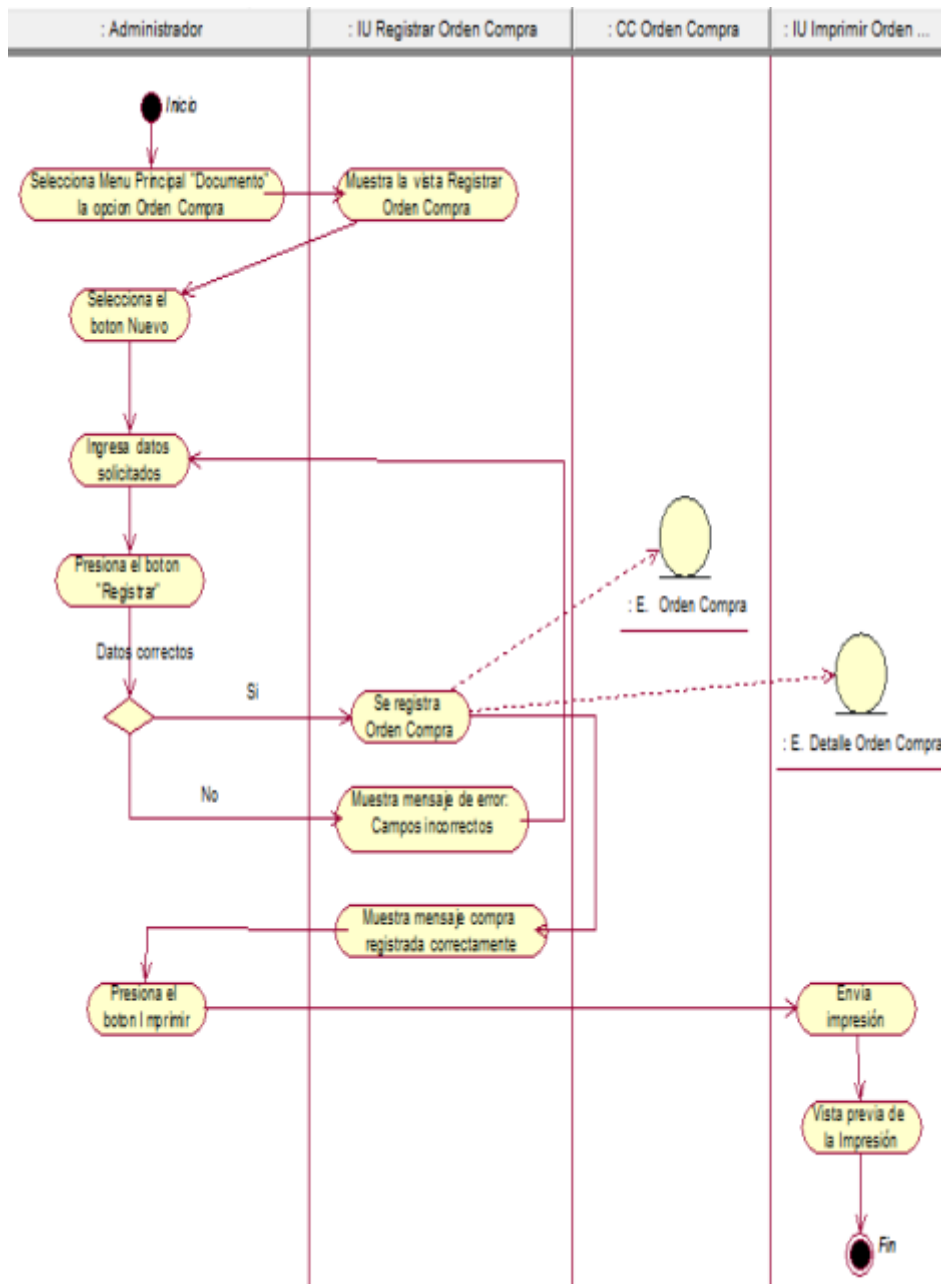 : Administrador
: IU Registrar Orden Compra
: CC Orden Compra
: IU Imprimir Orden ...
Inicio
Selecciona Menu Principal "Documento"
la opcion Orden Compra
Muestra la vista Registrar
Orden Compra
Selecciona el
boton Nuevo
Ingresa datos
solicitados
Presiona el boton
"Registrar"
: E. Orden Compra
Datos correctos
Si
Se registra
Orden Compra
: E. Detalle Orden Compra
No
Muestra mensaje de error:
Campos incorrectos
Muestra mensaje compra
registrada correctamente
Presiona el
boton Imprimir
Envia
impresión
Vista previa de
la Impresión
Fin